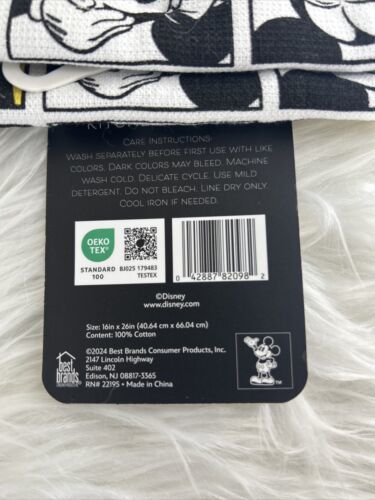 CARE INSTRUCTIONS:
WASH SEPARATELY BEFORE FIRST USE WITH LIKE
COLORS. DARK COLORS MAY BLEED. MACHINE
WASH COLD. DELICATE CYCLE. USE MILD
DETERGENT. DO NOT BLEACH. LINE DRY ONLY.
COOL IRON IF NEEDED.
OEKO
TEX®
STANDARD
100
BJ025 179483
TESTEX
0 42887 82098 2
©Disney
www.disney.com
Size: 16in x 26in (40.64 cm x 66.04 cm)
Content: 100% Cotton
best
brands
©2024 Best Brands Consumer Products, Inc.
2147 Lincoln Highway
Suite 402
Edison, NJ 08817-3365
RN# 22195 • Made in China
TM